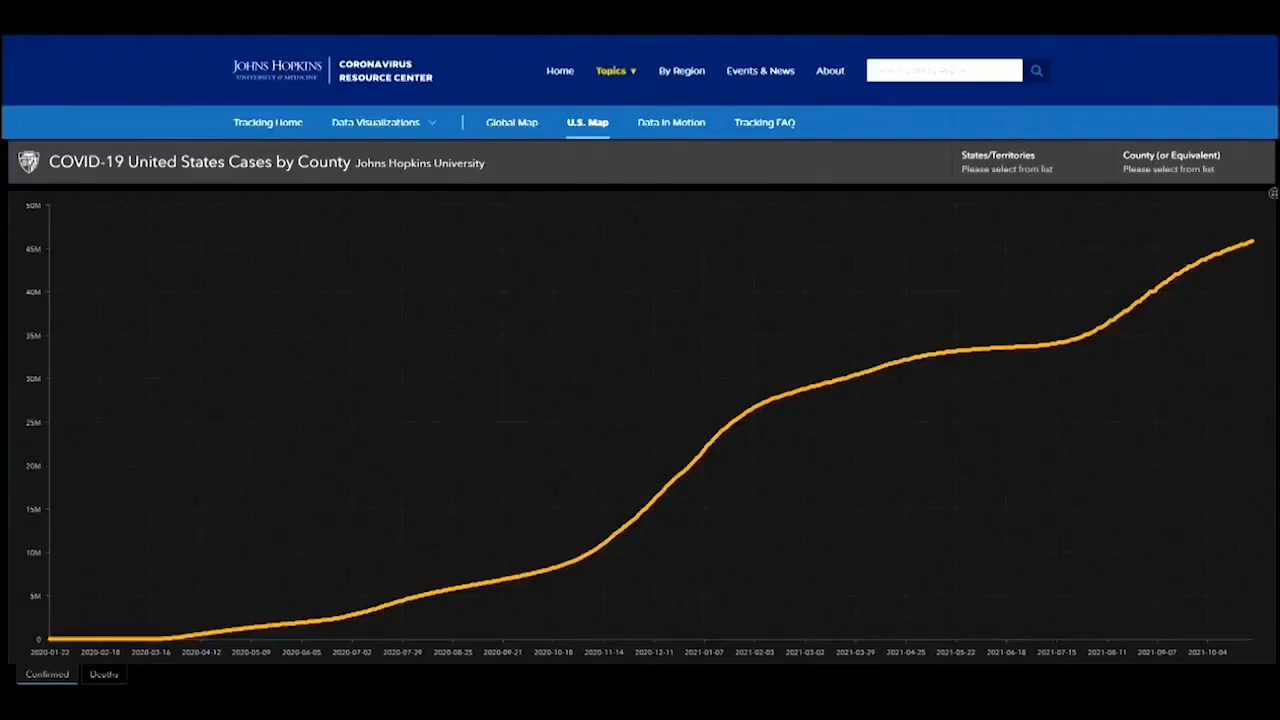 JOHNS HOPKINS
UNIVERSITY of MEDICINE
CORONAVIRUS
RESOURCE CENTER
Home
Topics
By Region
Events & News
About
Tracking Home
Data Visualizations
Global Map
U.S. Map
Data in Motion
Tracking FAQ
COVID-19 United States Cases by County Johns Hopkins University
States/Territories
Please select from list
County (or Equivalent)
Please select from list
50M
45M
40M
35M
30M
25M
20M
15M
10M
5M
0
2020-01-22 2020-02-18 2020-03-16 2020-04-12 2020-05-09 2020-06-05 2020-07-02 2020-07-29 2020-08-25 2020-09-21 2020-10-18 2020-11-14 2020-12-11 2021-01-07 2021-02-03 2021-03-02 2021-03-29 2021-04-25 2021-05-22 2021-06-18 2021-07-15 2021-08-11 2021-09-07 2021-10-04
Confirmed
Deaths